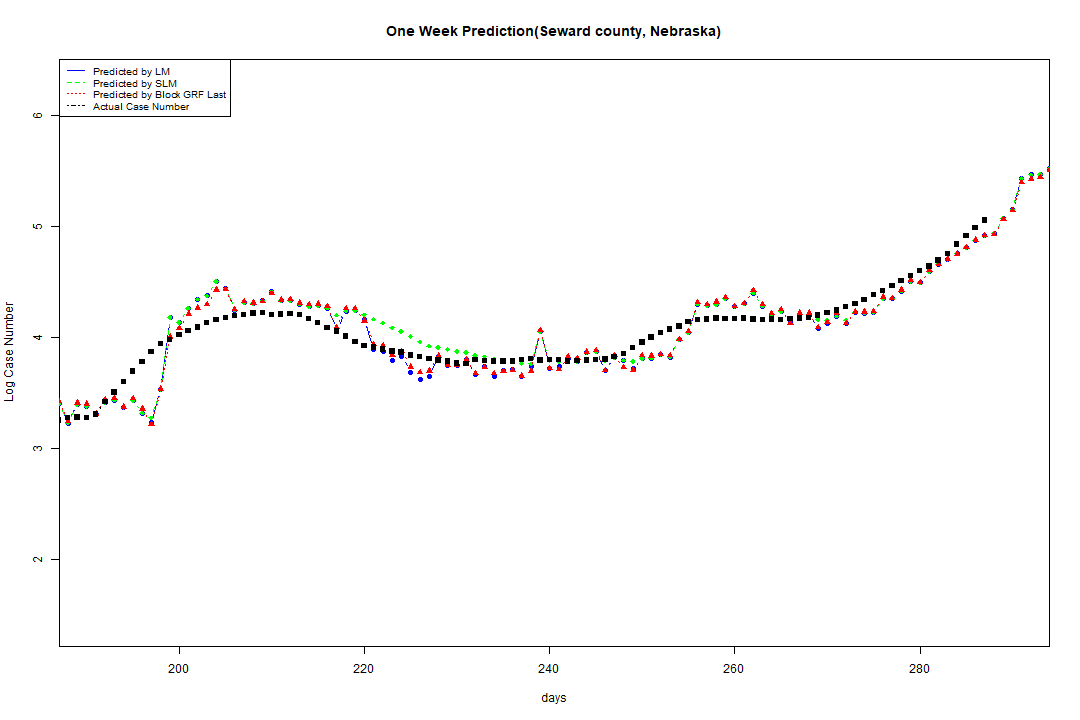 One Week Prediction(Seward county, Nebraska)
Predicted by LM
Predicted by SLM
Predicted by Block GRF Last
Actual Case Number
6
5
4
3
2
Log Case Number
200 220 240 260 280
days